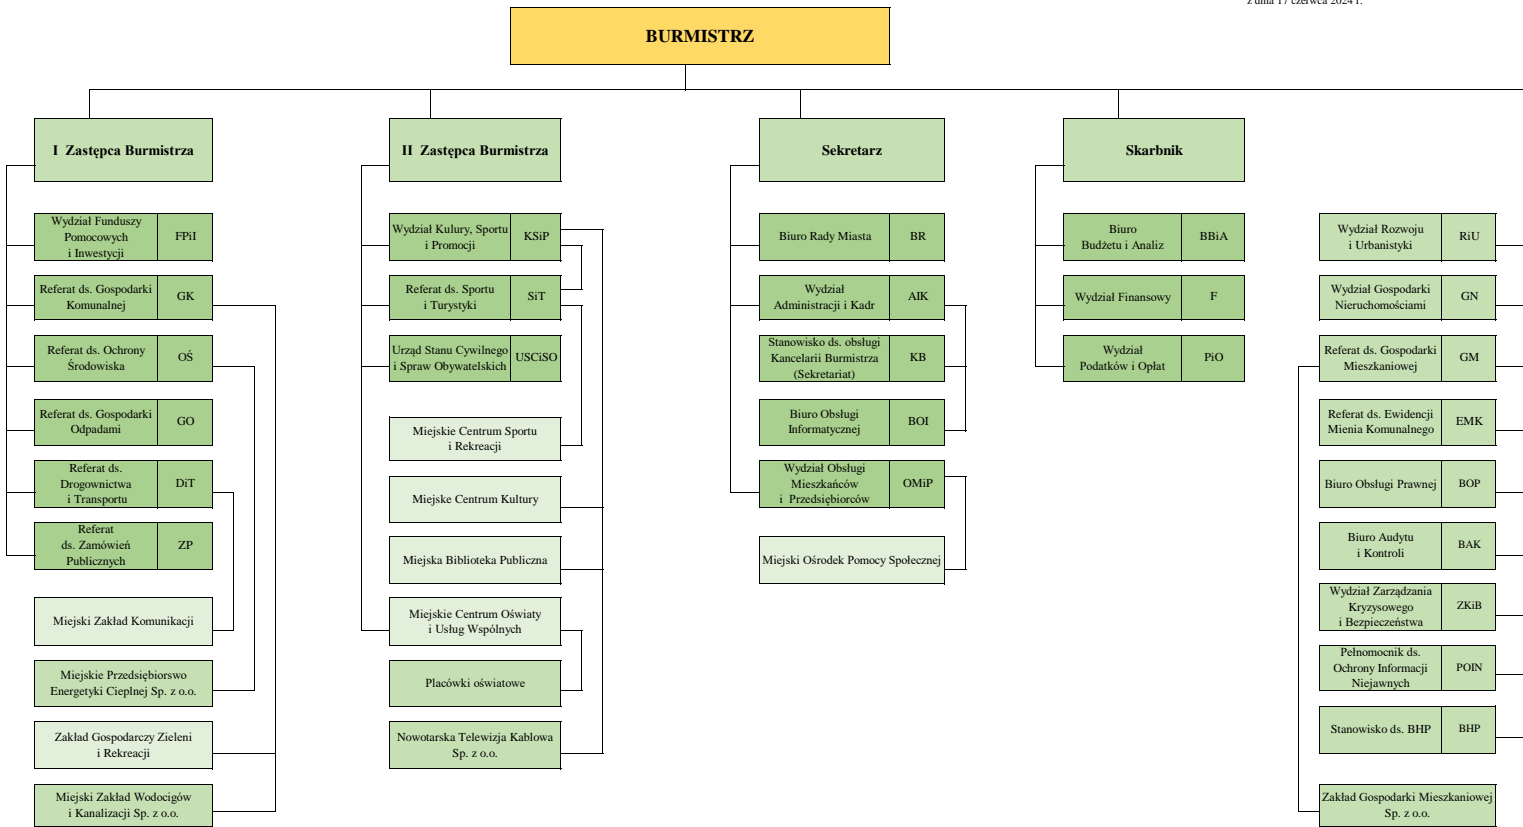 z dnia 17 czerwca 2024 r.
BURMISTRZ
I Zastępca Burmistrza
II Zastępca Burmistrza
Sekretarz
Skarbnik
Wydział Funduszy
Pomocowych
i Inwestycji
FPiI
Referat ds. Gospodarki
Komunalnej
GK
Referat ds. Ochrony
Środowiska
OŚ
Referat ds. Gospodarki
Odpadami
GO
Referat ds.
Drogownictwa
i Transportu
DiT
Referat
ds. Zamówień
Publicznych
ZP
Miejski Zakład Komunikacji
Miejskie Przedsiębiorswo
Energetyki Cieplnej Sp. z o.o.
Zakład Gospodarczy Zieleni
i Rekreacji
Miejski Zakład Wodocigów
i Kanalizacji Sp. z o.o.
Wydział Kulury, Sportu
i Promocji
KSiP
Referat ds. Sportu
i Turystyki
SiT
Urząd Stanu Cywilnego
i Spraw Obywatelskich
USCiSO
Miejskie Centrum Sportu
i Rekreacji
Miejske Centrum Kultury
Miejska Biblioteka Publiczna
Miejskie Centrum Oświaty
i Usług Wspólnych
Placówki oświatowe
Nowotarska Telewizja Kablowa
Sp. z o.o.
Biuro Rady Miasta
BR
Wydział
Administracji i Kadr
AIK
Stanowisko ds. obsługi
Kancelarii Burmistrza
(Sekretariat)
KB
Biuro Obsługi
Informatycznej
BOI
Wydział Obsługi
Mieszkańców
i Przedsiębiorców
OMiP
Miejski Ośrodek Pomocy Społecznej
Biuro
Budżetu i Analiz
BBiA
Wydział Finansowy
F
Wydział
Podatków i Opłat
PiO
Wydział Rozwoju
i Urbanistyki
RiU
Wydział Gospodarki
Nieruchomościami
GN
Referat ds. Gospodarki
Mieszkaniowej
GM
Referat ds. Ewidencji
Mienia Komunalnego
EMK
Biuro Obsługi Prawnej
BOP
Biuro Audytu
i Kontroli
BAK
Wydział Zarządzania
Kryzysowego
i Bezpieczeństwa
ZKiB
Pełnomocnik ds.
Ochrony Informacji
Niejawnych
POIN
Stanowisko ds. BHP
BHP
Zakład Gospodarki Mieszkaniowej
Sp. z o.o.